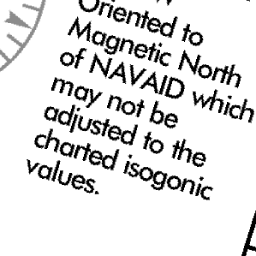 Oriented to
Magnetic North
of NAVAID which
may not be
adjusted to the
charted isogonic
values.